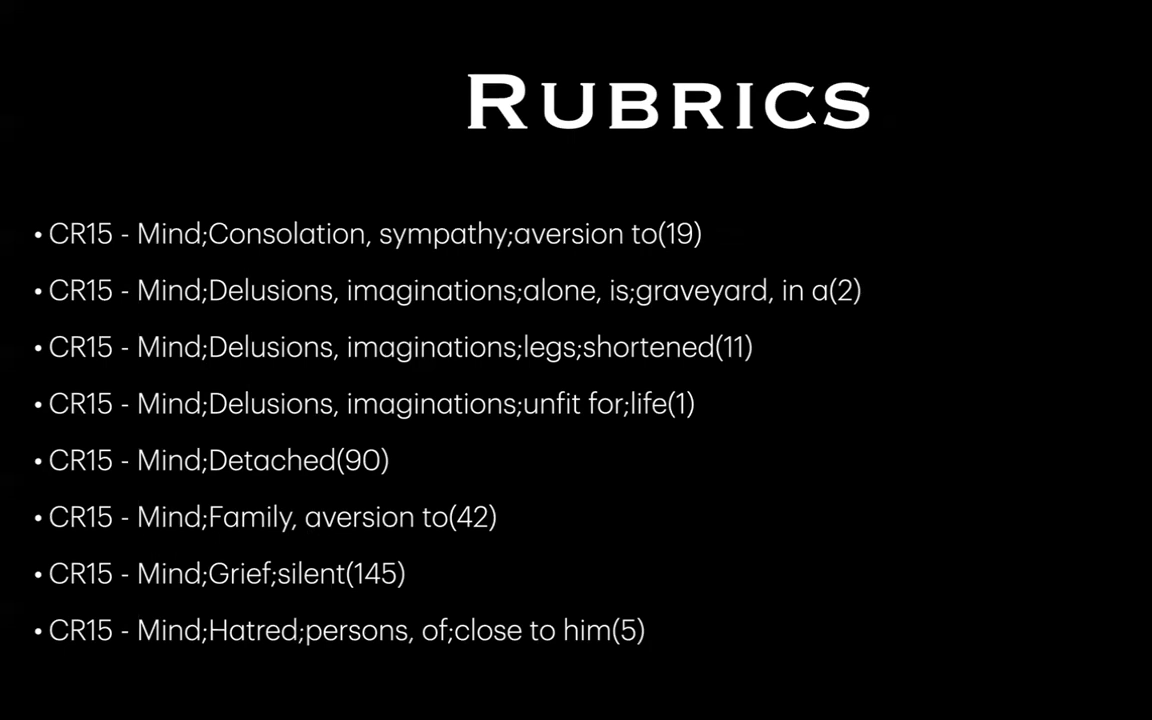 RUBRICS
• CR15 - Mind;Consolation, sympathy;aversion to(19)
• CR15 - Mind;Delusions, imaginations;alone, is;graveyard, in a(2)
• CR15 - Mind;Delusions, imaginations;legs;shortened(11)
• CR15 - Mind;Delusions, imaginations;unfit for;life(1)
• CR15 - Mind;Detached(90)
• CR15 - Mind;Family, aversion to(42)
• CR15 - Mind;Grief;silent(145)
• CR15 - Mind;Hatred;persons, of;close to him(5)